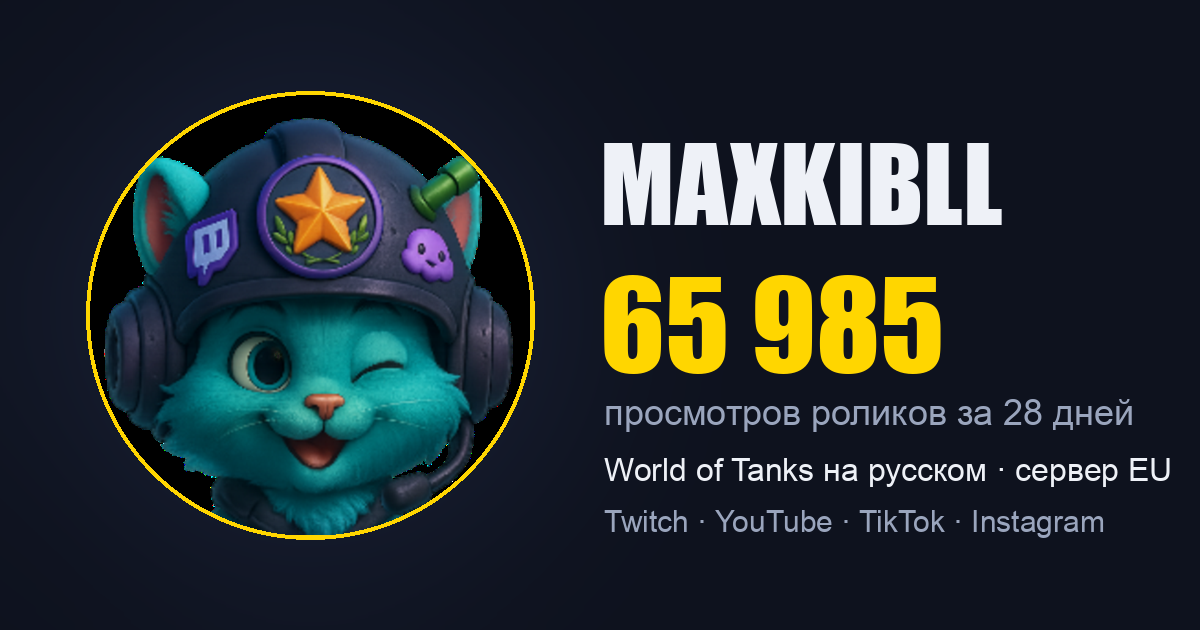 MAXKIBLL
65 985
просмотров роликов за 28 дней
World of Tanks на русском · сервер EU
Twitch · YouTube · TikTok · Instagram